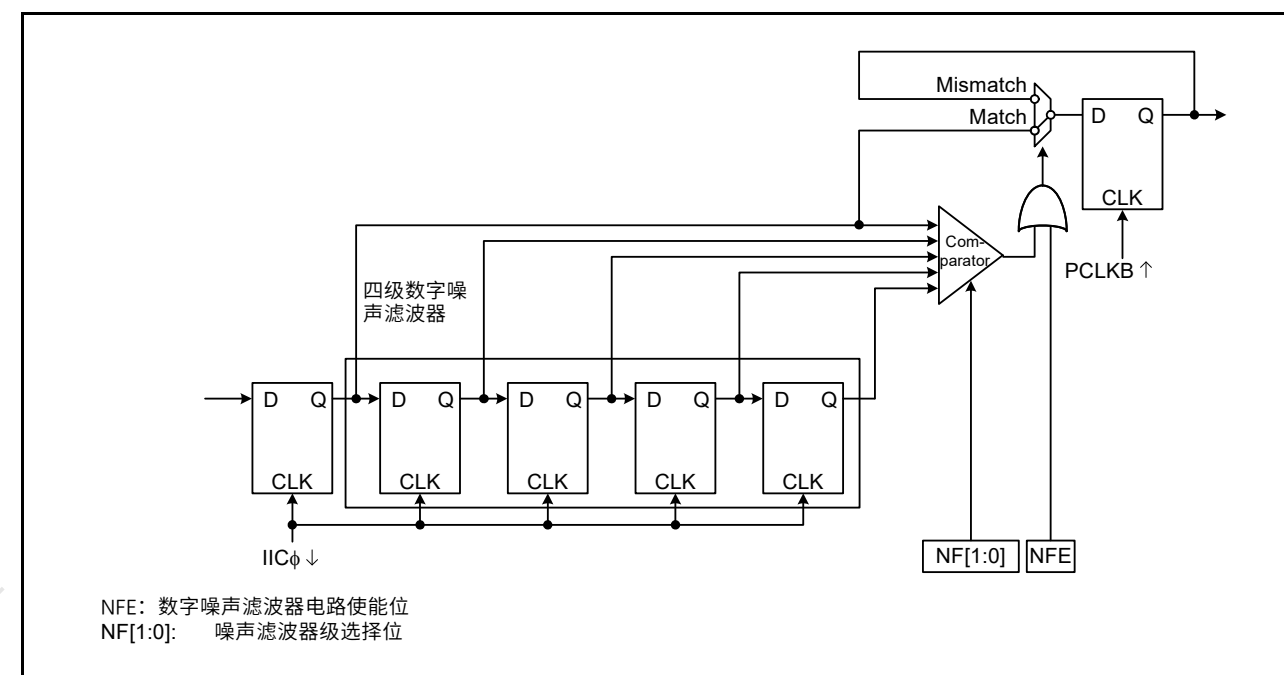 Mismatch
Match
D Q
CLK
PCLKB ↑
Com-
parator
四级数字噪
声滤波器
D Q D Q D Q D Q D Q
CLK CLK CLK CLK CLK
IICϕ ↓
NF[1:0] NFE
NFE：数字噪声滤波器电路使能位
NF[1:0]: 噪声滤波器级选择位